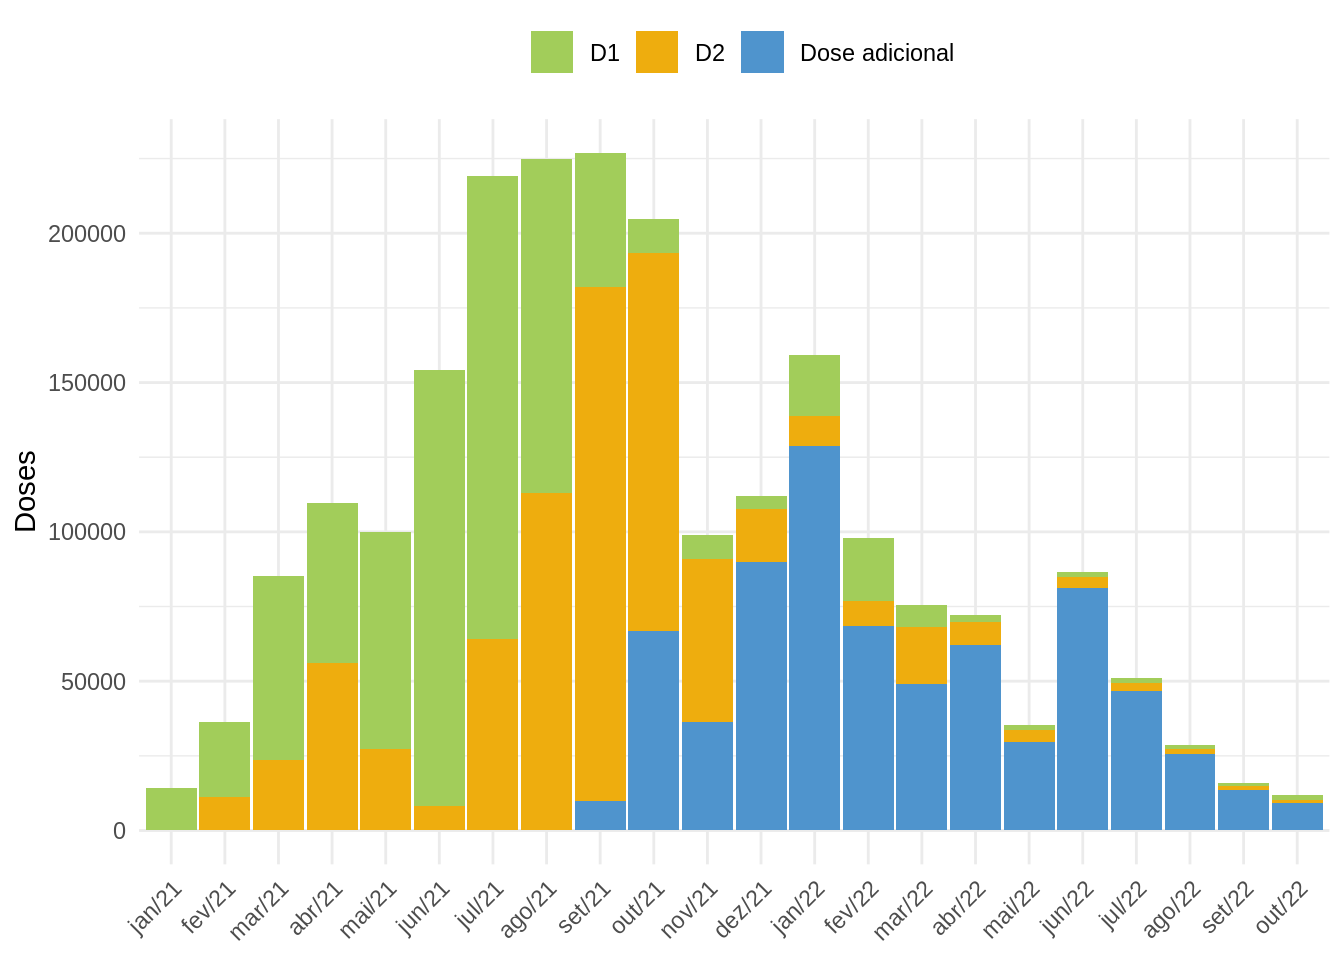 D1 D2 Dose adicional
Doses
200000
150000
100000
50000
0
jan/21 fev/21 mar/21 abr/21 mai/21 jun/21 jul/21 ago/21 set/21 out/21 nov/21 dez/21 jan/22 fev/22 mar/22 abr/22 mai/22 jun/22 jul/22 ago/22 set/22 out/22